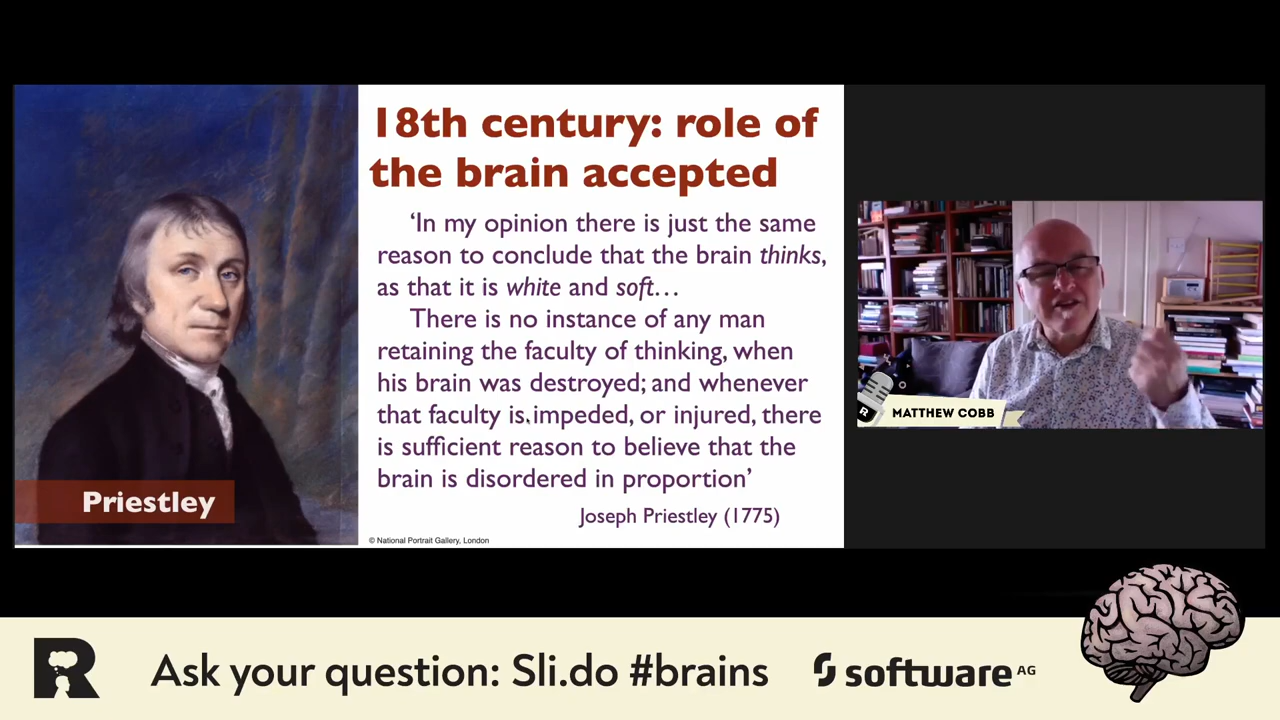 18th century: role of
the brain accepted
‘In my opinion there is just the same
reason to conclude that the brain thinks,
as that it is white and soft…
There is no instance of any man
retaining the faculty of thinking, when
his brain was destroyed; and whenever
that faculty is impeded, or injured, there
is sufficient reason to believe that the
brain is disordered in proportion’
Joseph Priestley (1775)
Priestley
© National Portrait Gallery, London
R
MATTHEW COBB
R
Ask your question: Sli.do #brains
software AG